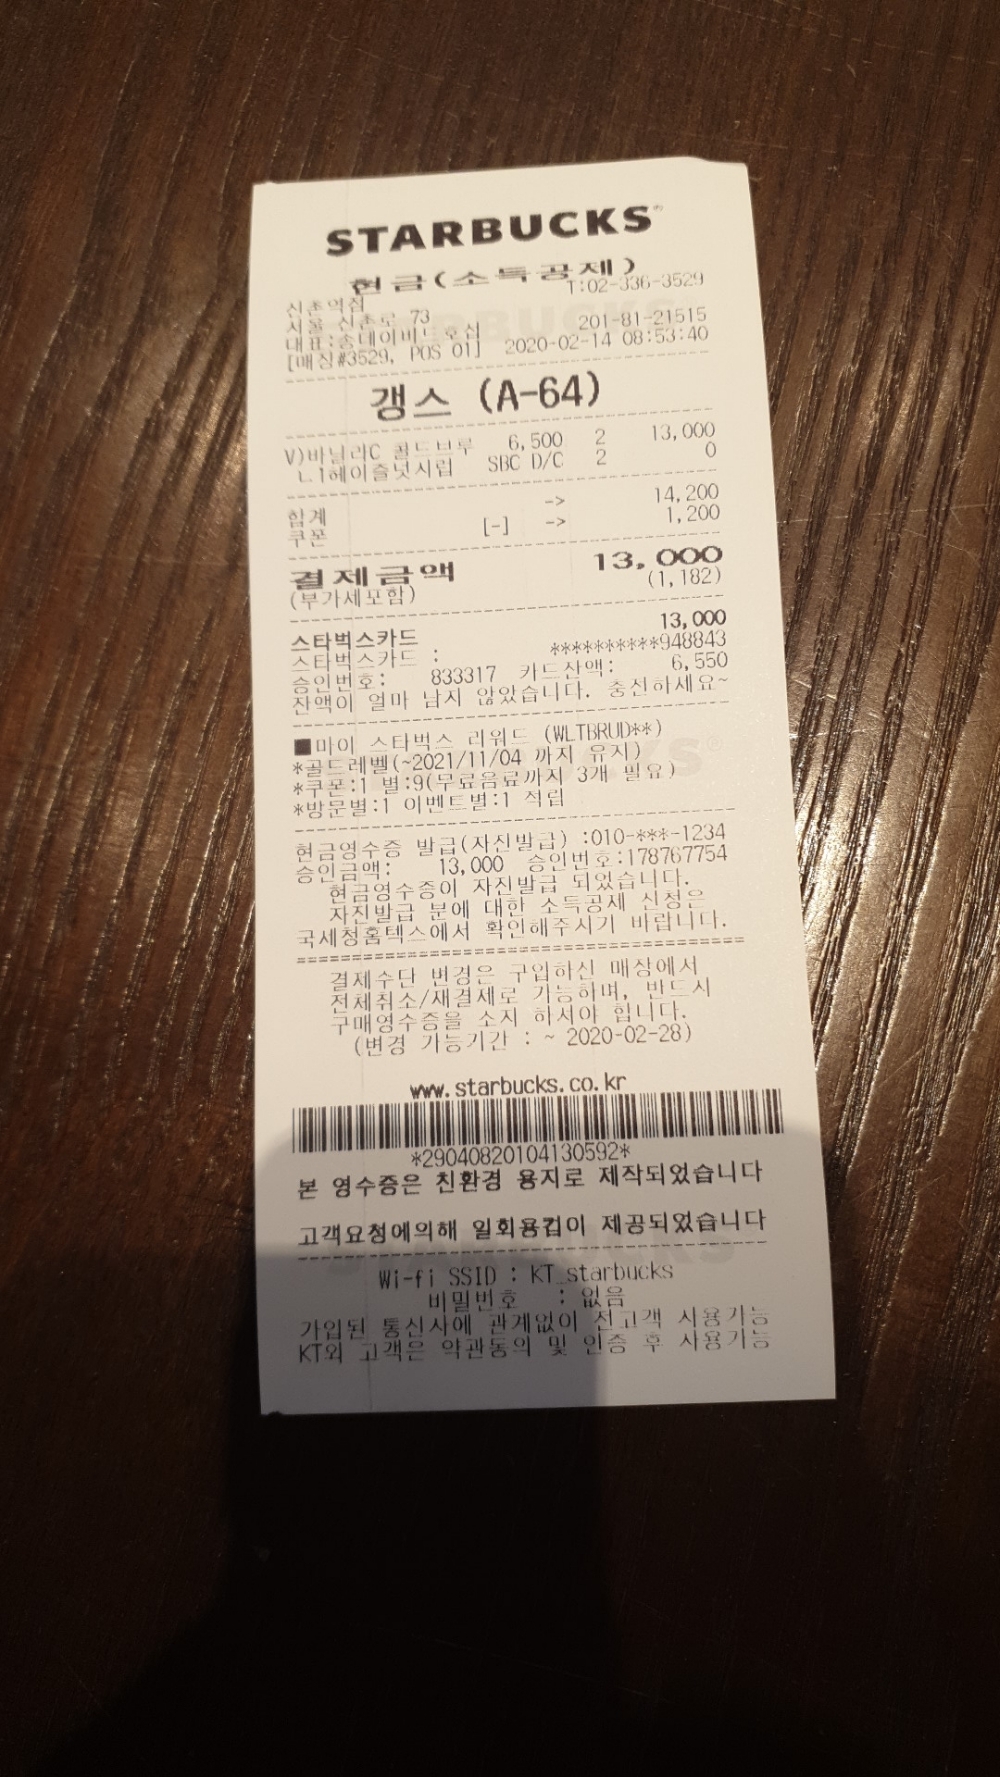 STARBUCKS
현금(소득공제)
신촌역점 T:02-336-3529
서울 신촌로 73
대표:송데이비드호섭 201-81-21515
[매장#3529, POS 01] 2020-02-14 08:53:40
갱스 (A-64)
V)바닐라C 콜드브루 6,500 2 13,000
ㄴ1헤이즐넛시럽 SBC D/C 2 0
합계 -> 14,200
쿠폰 [-] -> 1,200
결제금액 13,000
(부가세포함) (1,182)
스타벅스카드 13,000
스타벅스카드 : **********948843
승인번호: 833317 카드잔액: 6,550
잔액이 얼마 남지 않았습니다. 충전하세요~
■마이 스타벅스 리워드 (WLTBRUD**)
*골드레벨(~2021/11/04 까지 유지)
*쿠폰:1 별:9(무료음료까지 3개 필요)
*방문별:1 이벤트별:1 적립
현금영수증 발급(자진발급) :010-***-1234
승인금액: 13,000 승인번호:178767754
현금영수증이 자진발급 되었습니다.
자진발급 분에 대한 소득공제 신청은
국세청홈텍스에서 확인해주시기 바랍니다.
결제수단 변경은 구입하신 매장에서
전체취소/재결제로 가능하며, 반드시
구매영수증을 소지 하셔야 합니다.
(변경 가능기간 : ~ 2020-02-28)
www.starbucks.co.kr
*29040820104130592*
본 영수증은 친환경 용지로 제작되었습니다
고객요청에의해 일회용컵이 제공되었습니다
Wi-fi SSID : KT_starbucks
비밀번호 : 없음
가입된 통신사에 관계없이 전고객 사용가능
KT외 고객은 약관동의 및 인증 후 사용가능